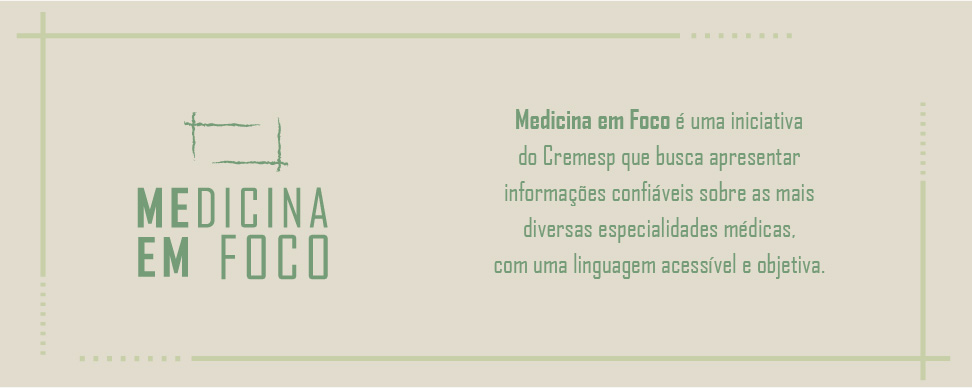 MEDICINA
EM FOCO
Medicina em Foco é uma iniciativa
do Cremesp que busca apresentar
informações confiáveis sobre as mais
diversas especialidades médicas,
com uma linguagem acessível e objetiva.